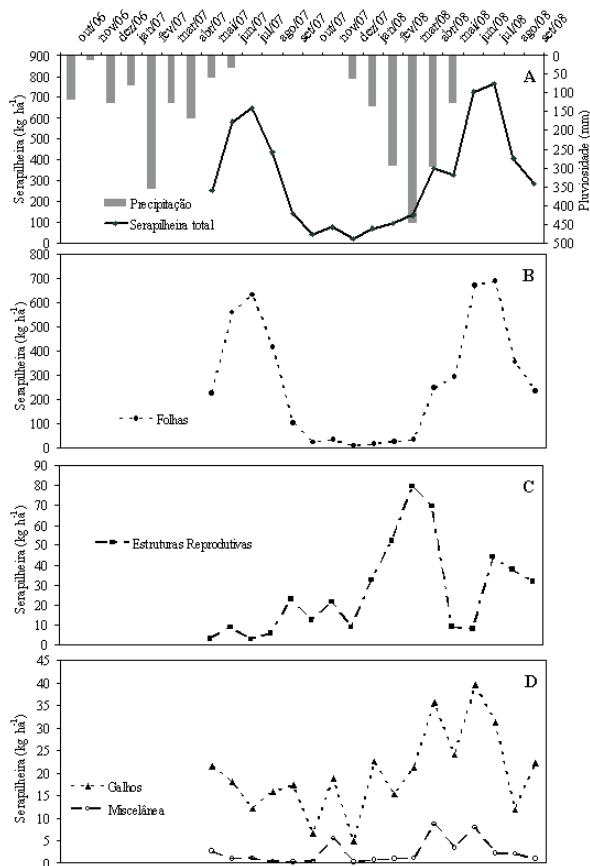 out/06
nov/06
dez/06
jan/07
fev/07
mar/07
abr/07
mai/07
jun/07
jul/07
ago/07
set/07
out/07
nov/07
dez/07
jan/08
fev/08
mar/08
abr/08
mai/08
jun/08
jul/08
ago/08
set/08
A
Serapilheira (kg ha⁻¹)
900
800
700
600
500
400
300
200
100
0
Precipitação
Serapilheira total
0
50
100
150
200
250
300
350
400
450
500
Pluviosidade (mm)
B
Serapilheira (kg ha⁻¹)
800
700
600
500
400
300
200
100
0
Folhas
C
Serapilheira (kg ha⁻¹)
90
80
70
60
50
40
30
20
10
0
Estruturas Reprodutivas
D
Serapilheira (kg ha⁻¹)
45
40
35
30
25
20
15
10
5
0
Galhos
Miscelânea